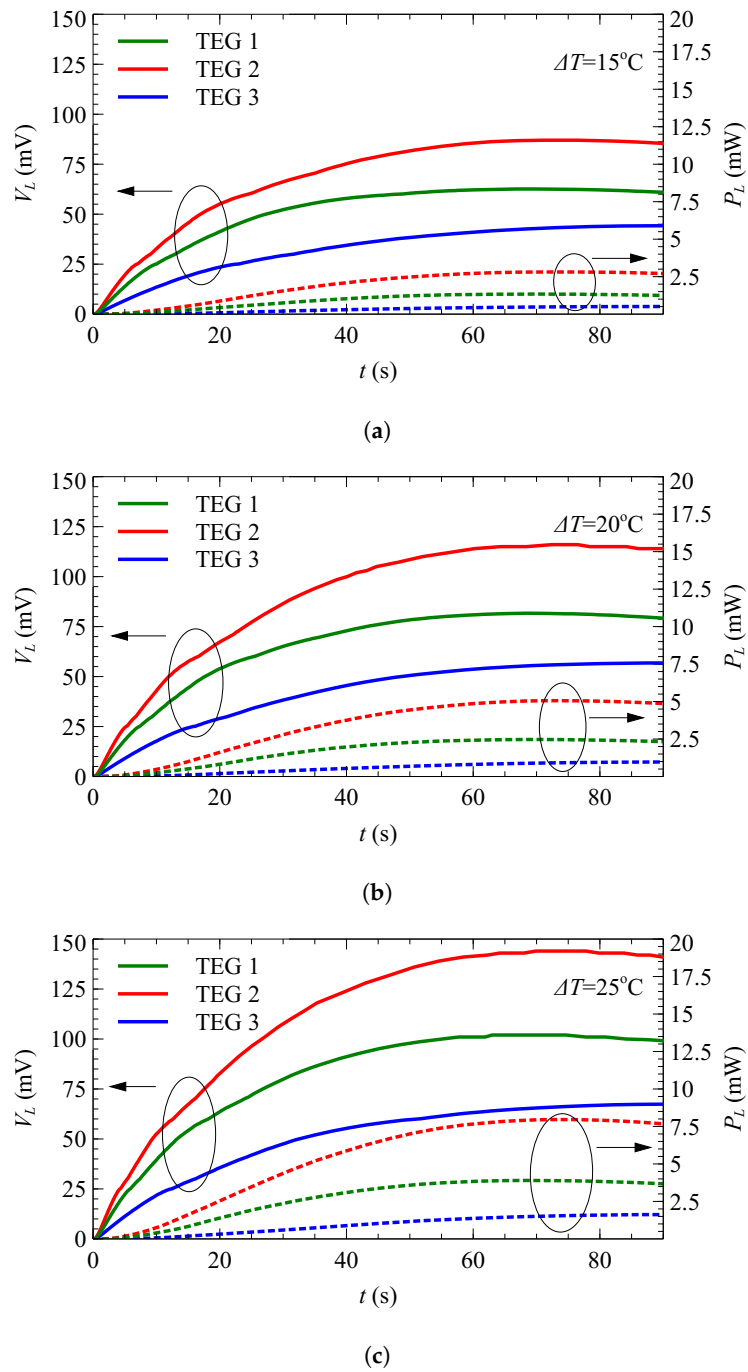 150
125
100
75
50
25
0
V_L (mV)
TEG 1
TEG 2
TEG 3
ΔT=15°C
20
17.5
15
12.5
10
7.5
5
2.5
0
P_L (mW)
0 20 40 60 80
t (s)
(a)
150
125
100
75
50
25
0
V_L (mV)
TEG 1
TEG 2
TEG 3
ΔT=20°C
20
17.5
15
12.5
10
7.5
5
2.5
0
P_L (mW)
0 20 40 60 80
t (s)
(b)
150
125
100
75
50
25
0
V_L (mV)
TEG 1
TEG 2
TEG 3
ΔT=25°C
20
17.5
15
12.5
10
7.5
5
2.5
0
P_L (mW)
0 20 40 60 80
t (s)
(c)